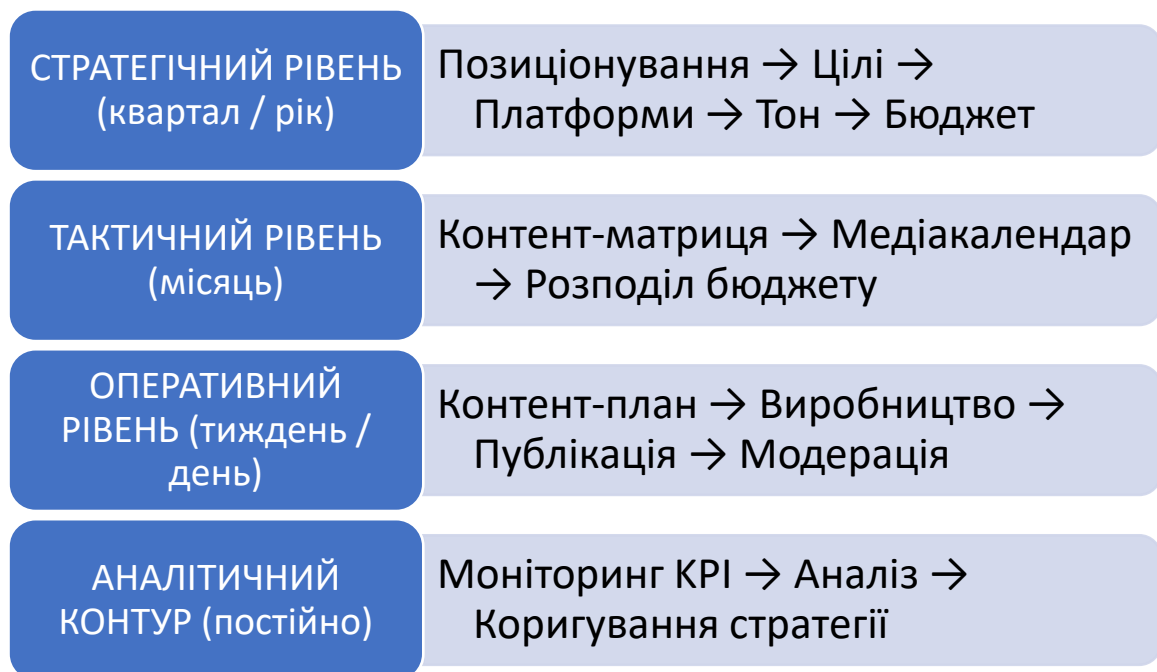 СТРАТЕГІЧНИЙ РІВЕНЬ
(квартал / рік)
Позиціонування → Цілі →
Платформи → Тон → Бюджет
ТАКТИЧНИЙ РІВЕНЬ
(місяць)
Контент-матриця → Медіакалендар
→ Розподіл бюджету
ОПЕРАТИВНИЙ
РІВЕНЬ (тиждень /
день)
Контент-план → Виробництво →
Публікація → Модерація
АНАЛІТИЧНИЙ
КОНТУР (постійно)
Моніторинг KPI → Аналіз →
Коригування стратегії